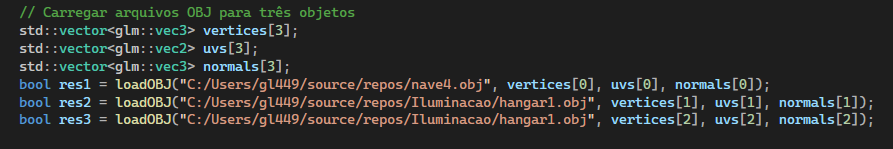 // Carregar arquivos OBJ para três objetos
std::vector<glm::vec3> vertices[3];
std::vector<glm::vec2> uvs[3];
std::vector<glm::vec3> normals[3];
bool res1 = loadOBJ("C:/Users/gl449/source/repos/nave4.obj", vertices[0], uvs[0], normals[0]);
bool res2 = loadOBJ("C:/Users/gl449/source/repos/Iluminacao/hangar1.obj", vertices[1], uvs[1], normals[1]);
bool res3 = loadOBJ("C:/Users/gl449/source/repos/Iluminacao/hangar1.obj", vertices[2], uvs[2], normals[2]);